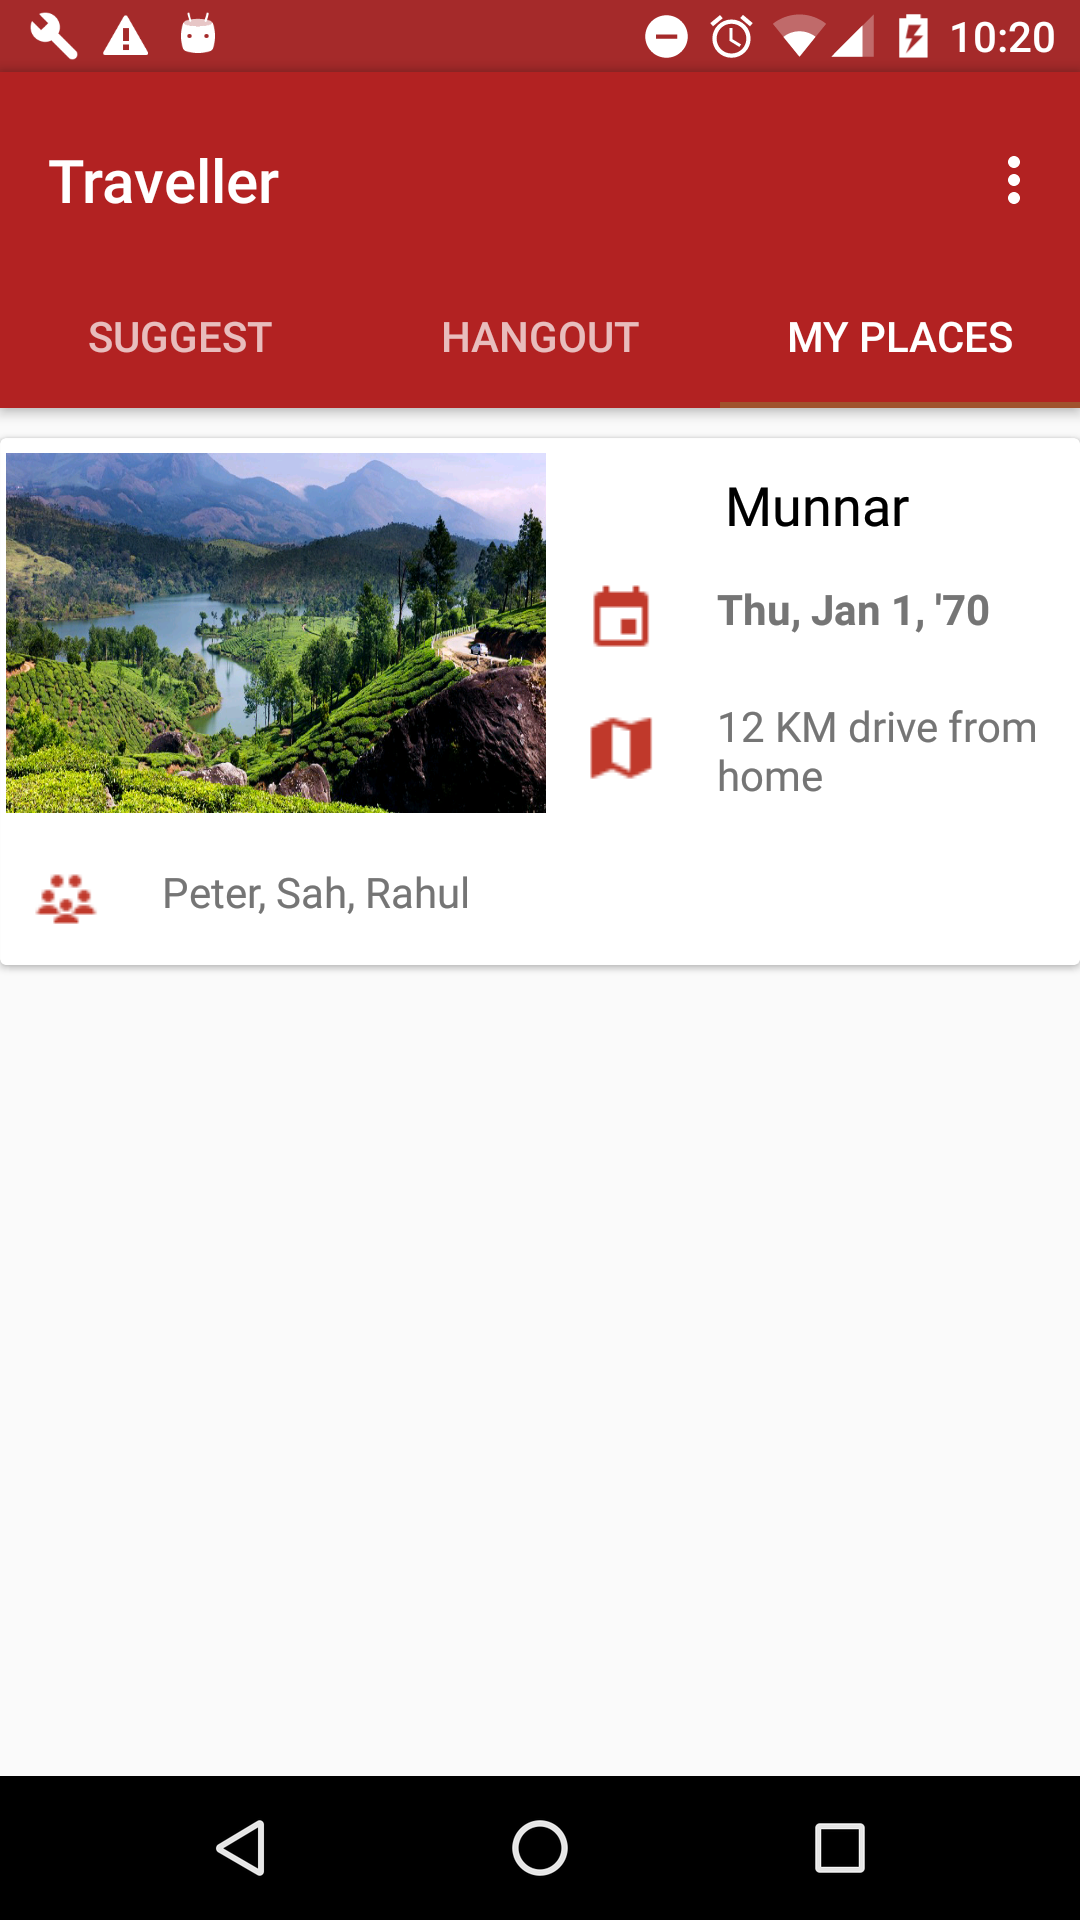 10:20
Traveller
SUGGEST
HANGOUT
MY PLACES
Munnar
Thu, Jan 1, '70
12 KM drive from
home
Peter, Sah, Rahul